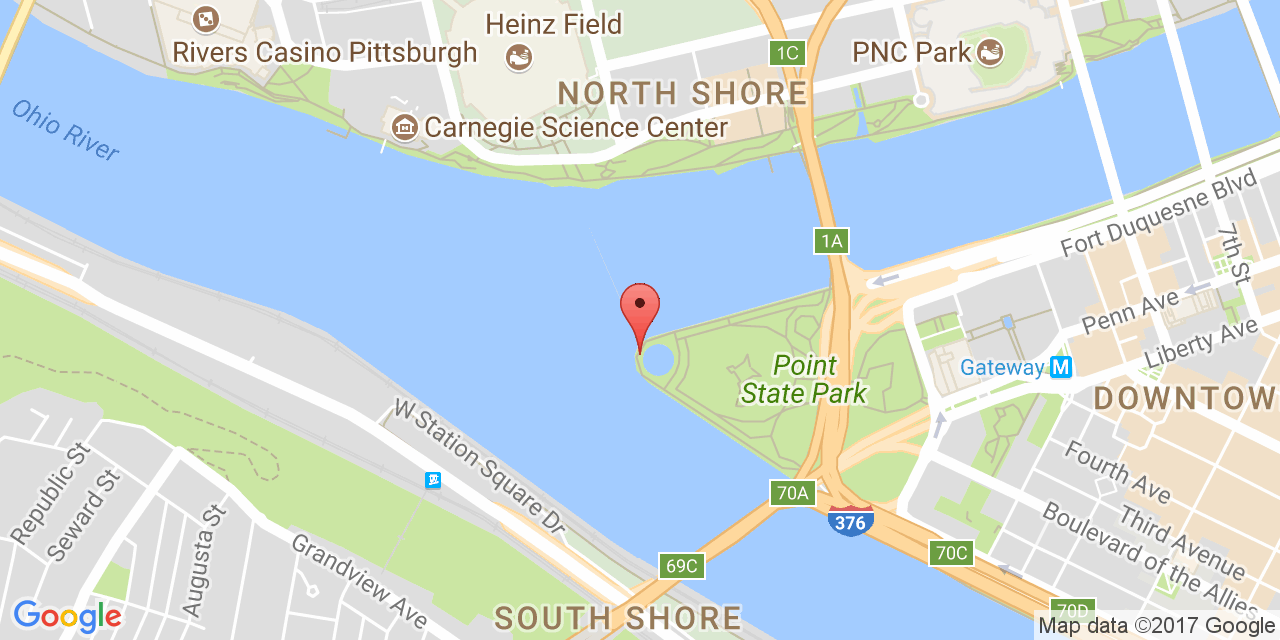 Heinz Field
Rivers Casino Pittsburgh
1C
PNC Park
NORTH SHORE
Ohio River
Carnegie Science Center
1A
Fort Duquesne Blvd
7th St
Penn Ave
Liberty Ave
Point
State Park
Gateway M
DOWNTOW
W Station Square Dr
Republic St
Seward St
Augusta St
Grandview Ave
Fourth Ave
Third Avenue
Boulevard of the Allies
70A
376
70C
69C
70D
SOUTH SHORE
Google
Map data ©2017 Google